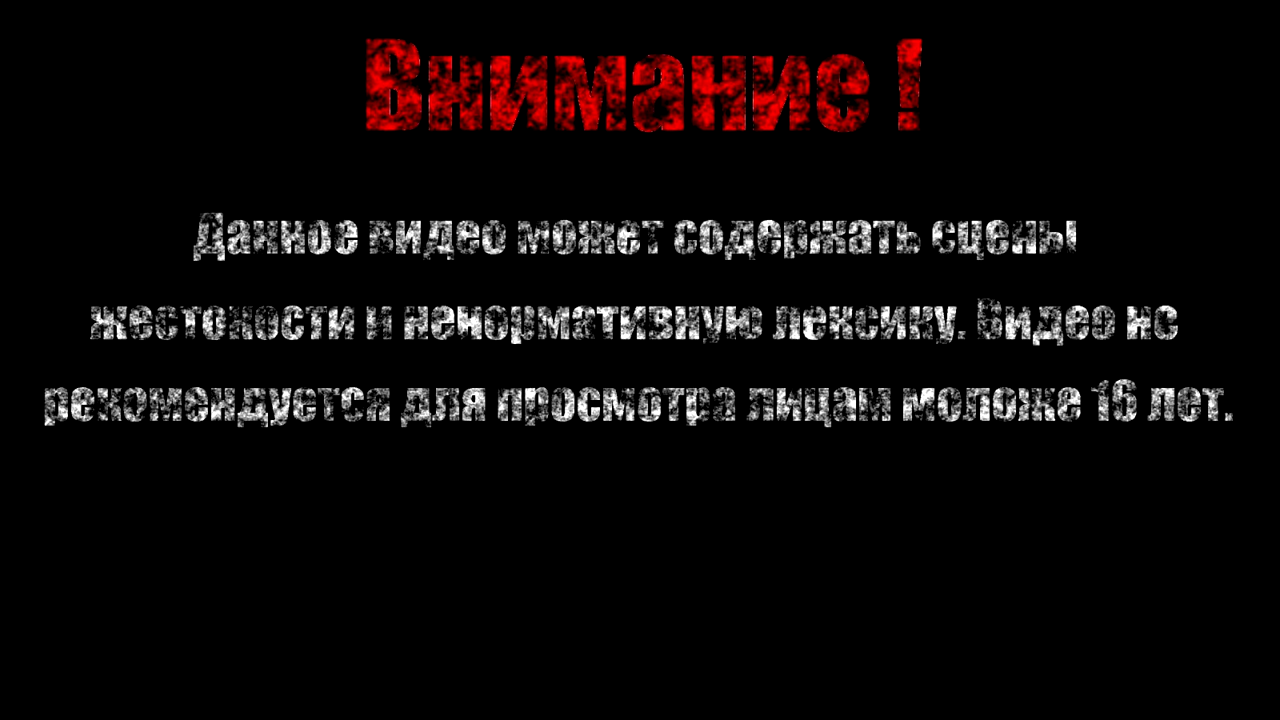 Внимание !
Данное видео может содержать сцены
жестокости и ненормативную лексику. Видео не
рекомендуется для просмотра лицам моложе 16 лет.